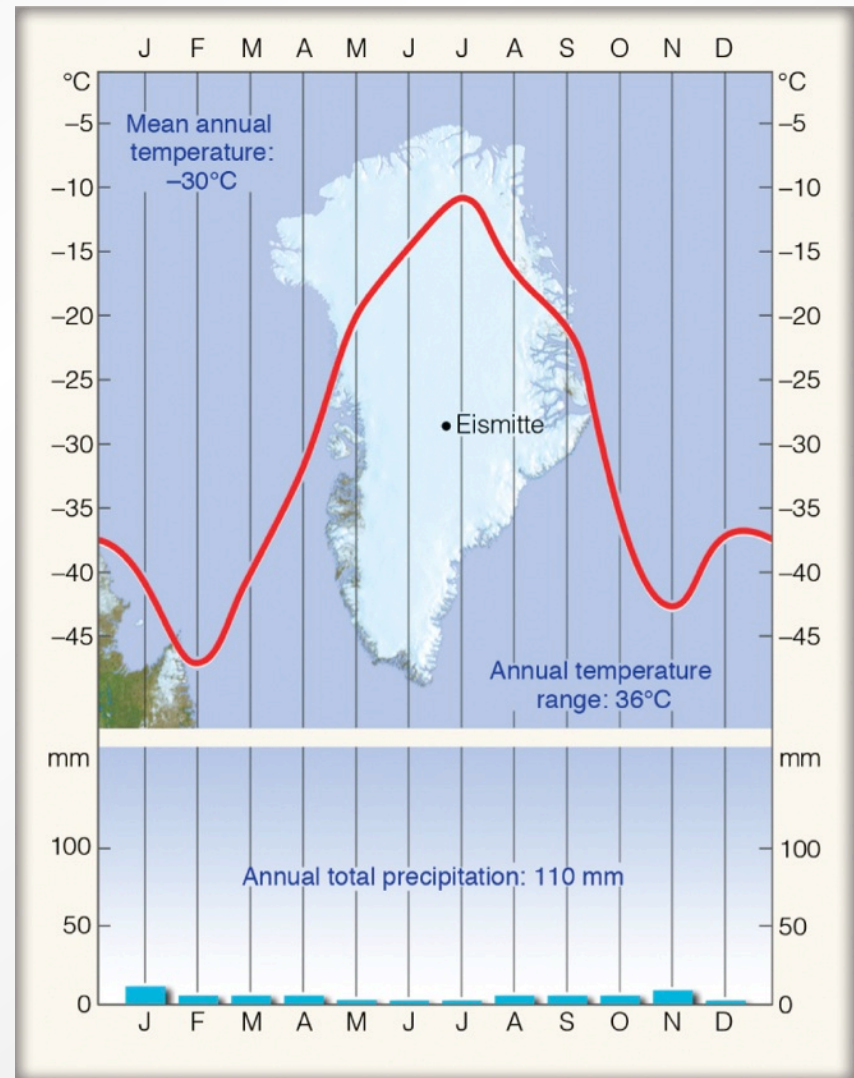 J F M A M J J A S O N D
°C °C
Mean annual
temperature:
–30°C
–5 –5
–10 –10
–15 –15
–20 –20
–25 –25
Eismitte
–30 –30
–35 –35
–40 –40
–45 –45
Annual temperature
range: 36°C
mm mm
100 100
Annual total precipitation: 110 mm
50 50
0 0
J F M A M J J A S O N D